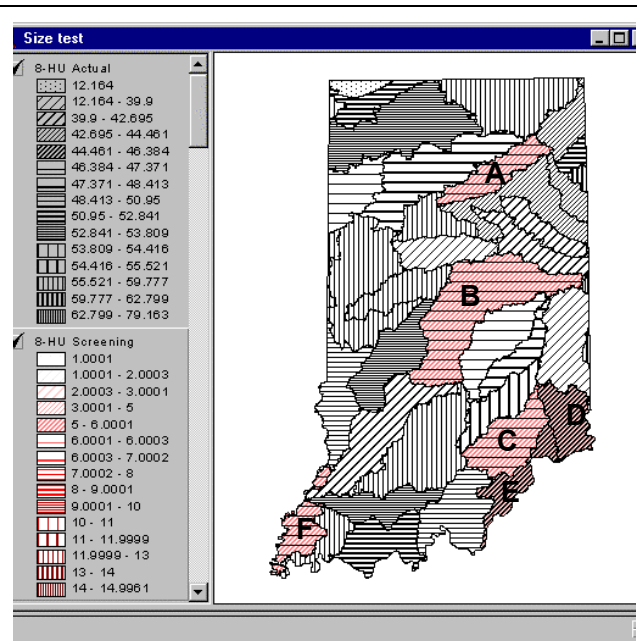 Size test
8-HU Actual
12.164
12.164 - 39.9
39.9 - 42.695
42.695 - 44.461
44.461 - 46.384
46.384 - 47.371
47.371 - 48.413
48.413 - 50.95
50.95 - 52.841
52.841 - 53.809
53.809 - 54.416
54.416 - 55.521
55.521 - 59.777
59.777 - 62.799
62.799 - 79.163
8-HU Screening
1.0001
1.0001 - 2.0003
2.0003 - 3.0001
3.0001 - 5
5 - 6.0001
6.0001 - 6.0003
6.0003 - 7.0002
7.0002 - 8
8 - 9.0001
9.0001 - 10
10 - 11
11 - 11.9999
11.9999 - 13
13 - 14
14 - 14.9961
A
B
D
C
E
F